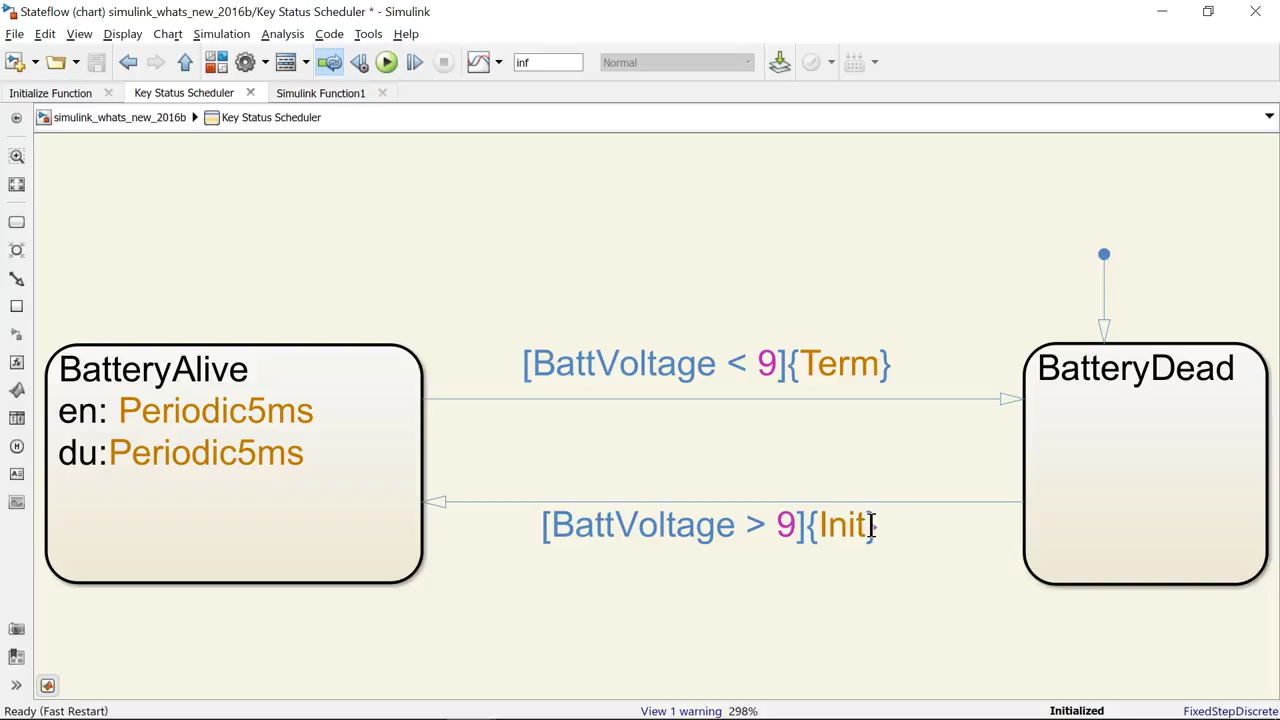 Stateflow (chart) simulink_whats_new_2016b/Key Status Scheduler * - Simulink
File Edit View Display Chart Simulation Analysis Code Tools Help
inf Normal
Initialize Function Key Status Scheduler Simulink Function1
simulink_whats_new_2016b Key Status Scheduler
[BattVoltage < 9]{Term}
BatteryAlive
en: Periodic5ms
du:Periodic5ms
BatteryDead
[BattVoltage > 9]{Init}
Ready (Fast Restart) View 1 warning 298% Initialized FixedStepDiscrete